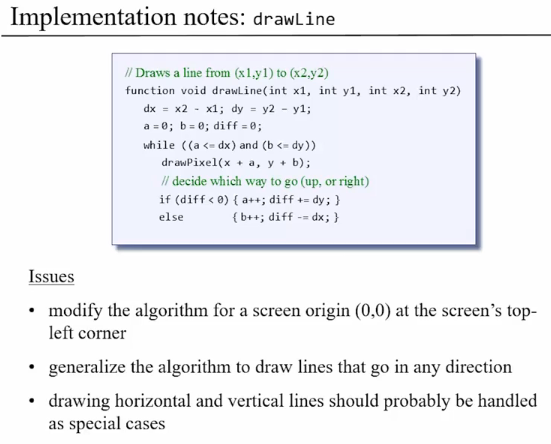 Implementation notes: drawLine
// Draws a line from (x1,y1) to (x2,y2)
function void drawLine(int x1, int y1, int x2, int y2)
dx = x2 - x1; dy = y2 - y1;
a = 0; b = 0; diff = 0;
while ((a <= dx) and (b <= dy))
drawPixel(x + a, y + b);
// decide which way to go (up, or right)
if (diff < 0) { a++; diff += dy; }
else { b++; diff -= dx; }
Issues
• modify the algorithm for a screen origin (0,0) at the screen’s top-
left corner
• generalize the algorithm to draw lines that go in any direction
• drawing horizontal and vertical lines should probably be handled
as special cases